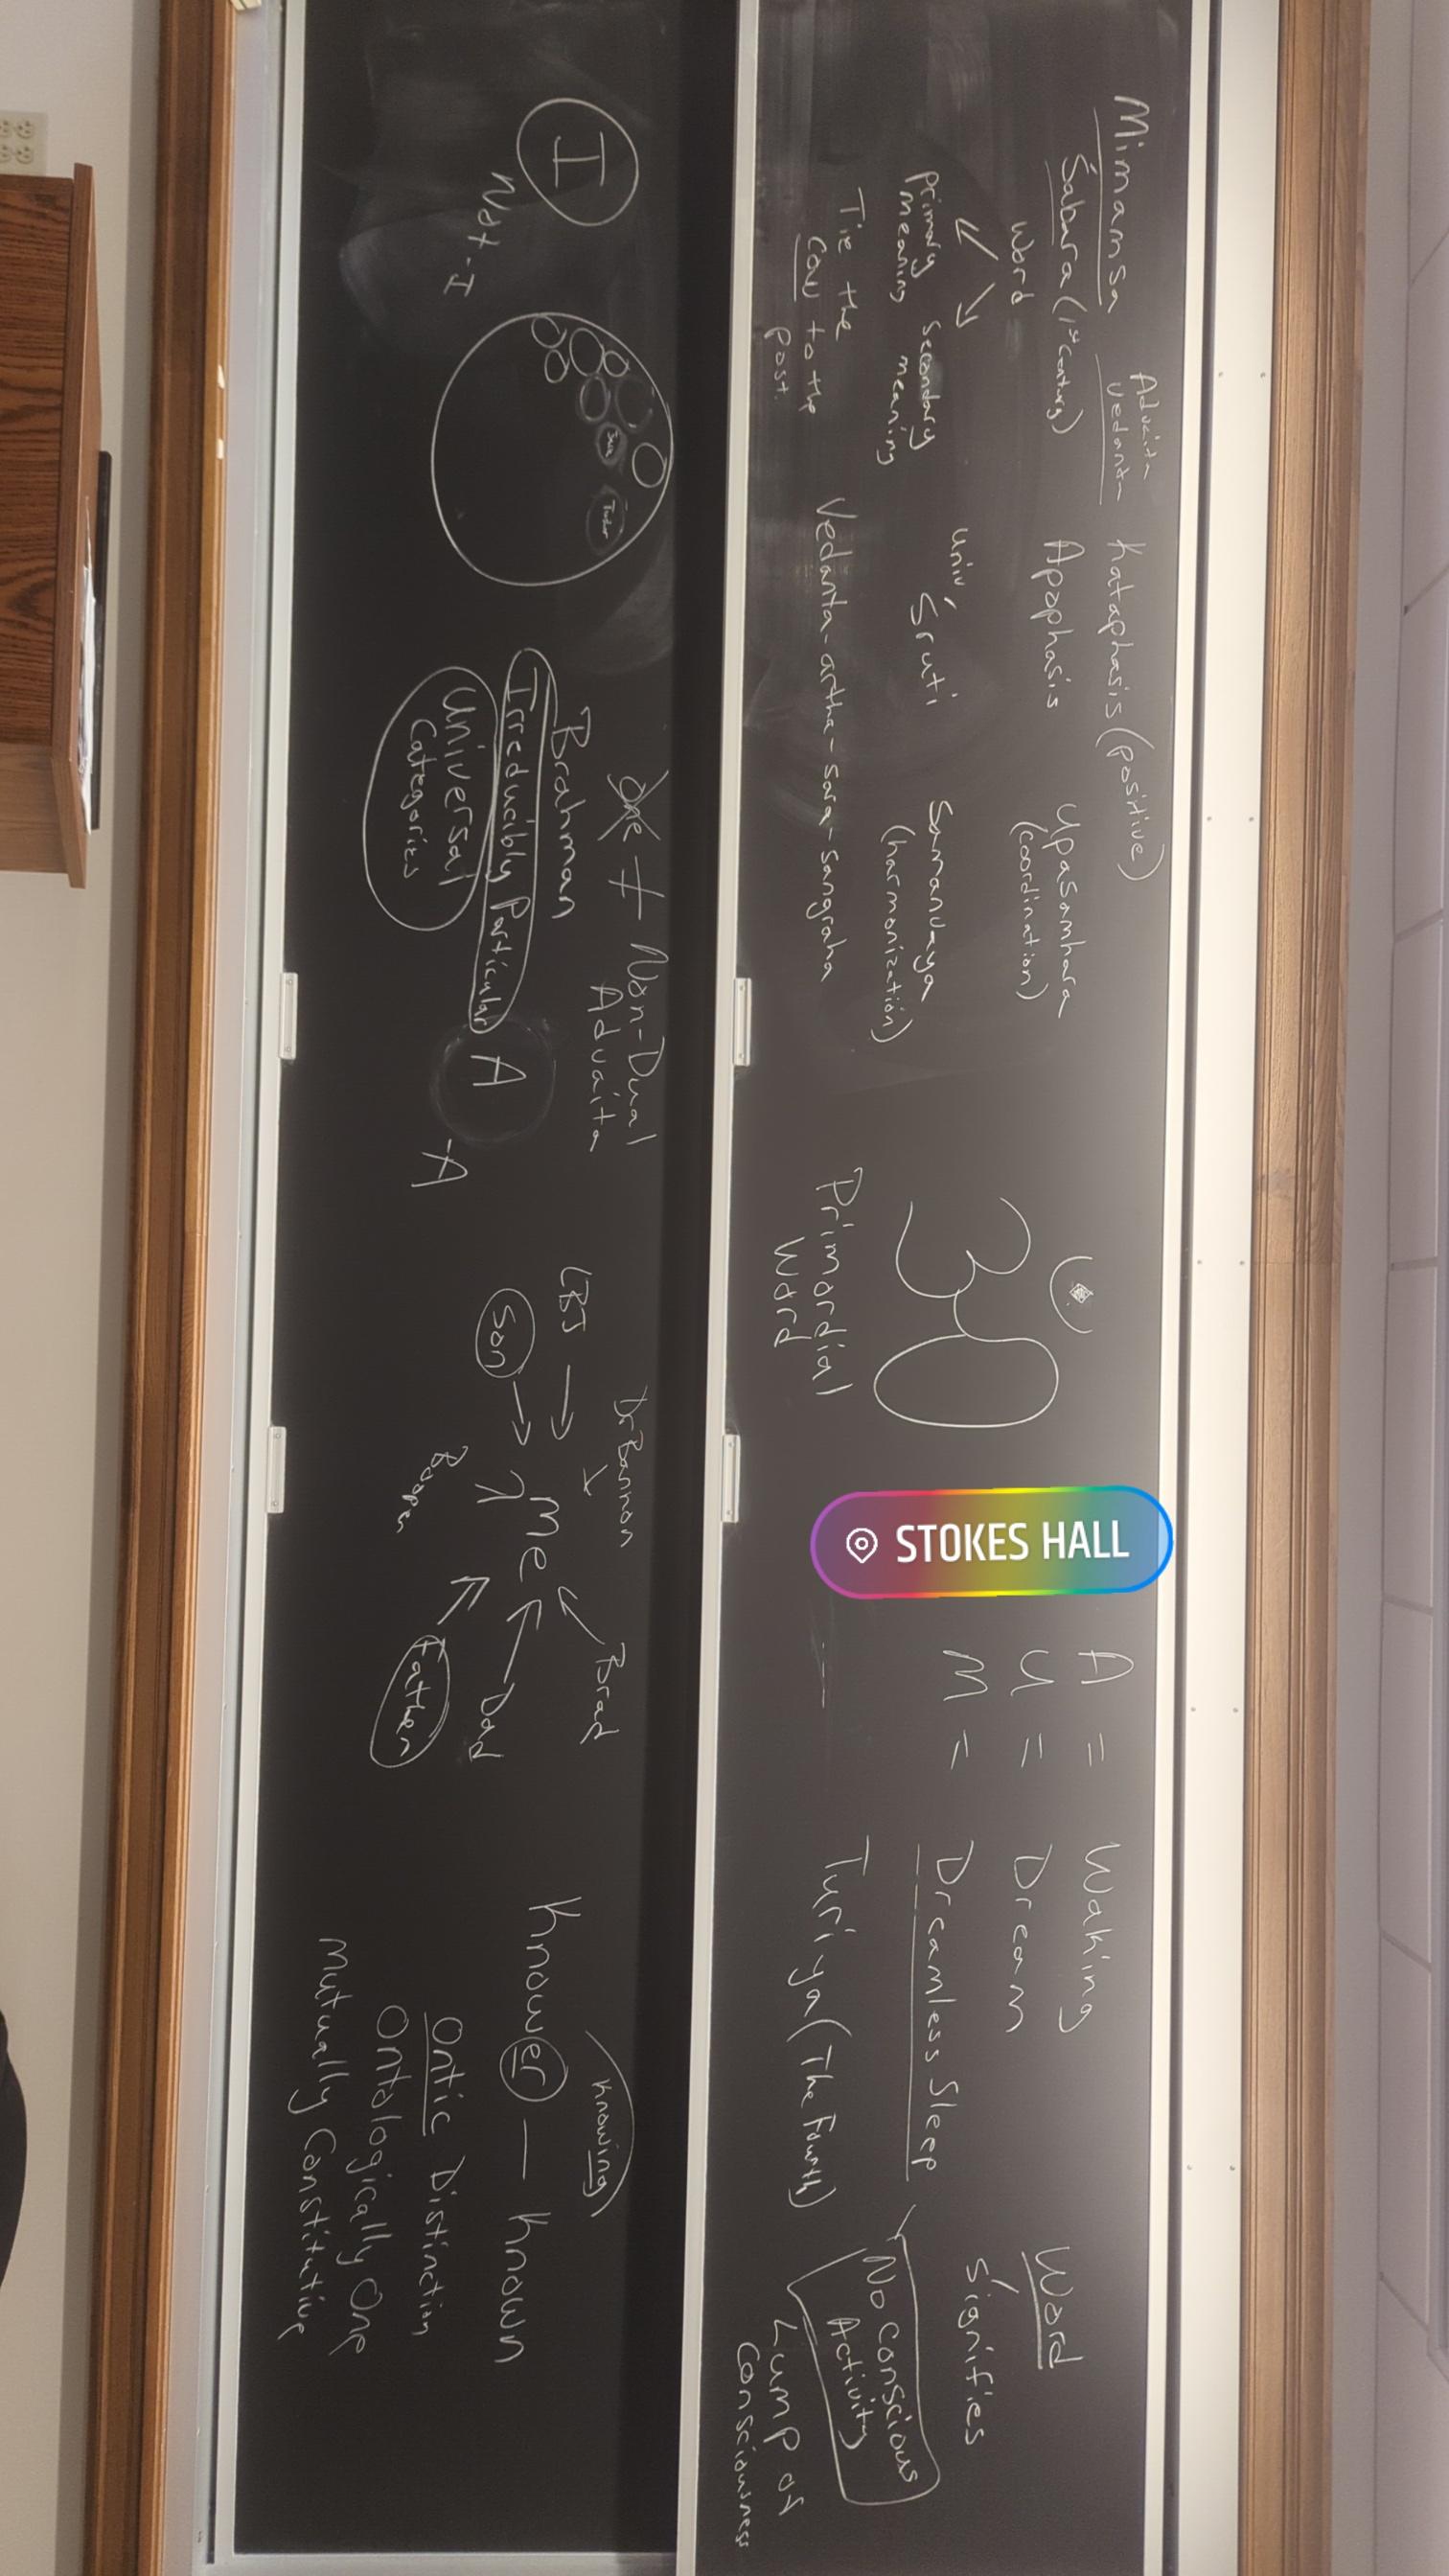 Mimamsa
Śabara (1st Century)
Word
primary meaning
Secondary meaning
Tie the
cow to the
post.
Advaita
Vedanta
Kataphasis (positive)
Apophasis
Upasamhara
(coordination)
univ
Śruti
Samanvaya
(harmonization)
Vedanta-artha-sara-sangraha
Primordial
Word
STOKES HALL
A = Waking
U = Dream
M = Dreamless Sleep
Turiya (The Fourth)
Word
Signifies
No Conscious
Activity
Lump of
Consciousness
I
Not-I
one ≠ Non-Dual
Advaita
Brahman
Irreducibly Particular
Universal
Categories
A
-A
Dr Bannon
Brad
LBJ
Me
Son
Dad
Father
Knowing
Knower — Known
Ontic Distinction
Ontologically One
Mutually Constitutive